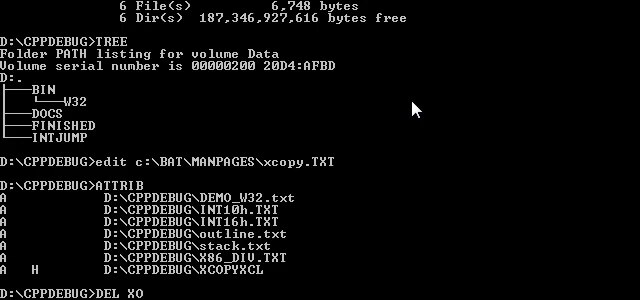 6 File(s)          6,748 bytes
6 Dir(s)  187,346,927,616 bytes free
D:\CPPDEBUG>TREE
Folder PATH listing for volume Data
Volume serial number is 00000200 20D4:AFBD
D:.
├───BIN
│   └───W32
├───DOCS
├───FINISHED
└───INTJUMP
D:\CPPDEBUG>edit c:\BAT\MANPAGES\xcopy.TXT
D:\CPPDEBUG>ATTRIB
A            D:\CPPDEBUG\DEMO_W32.txt
A            D:\CPPDEBUG\INT10h.TXT
A            D:\CPPDEBUG\INT16h.TXT
A            D:\CPPDEBUG\outline.txt
A            D:\CPPDEBUG\stack.txt
A            D:\CPPDEBUG\X86_DIV.TXT
A   H        D:\CPPDEBUG\XCOPYXCL
D:\CPPDEBUG>DEL XO